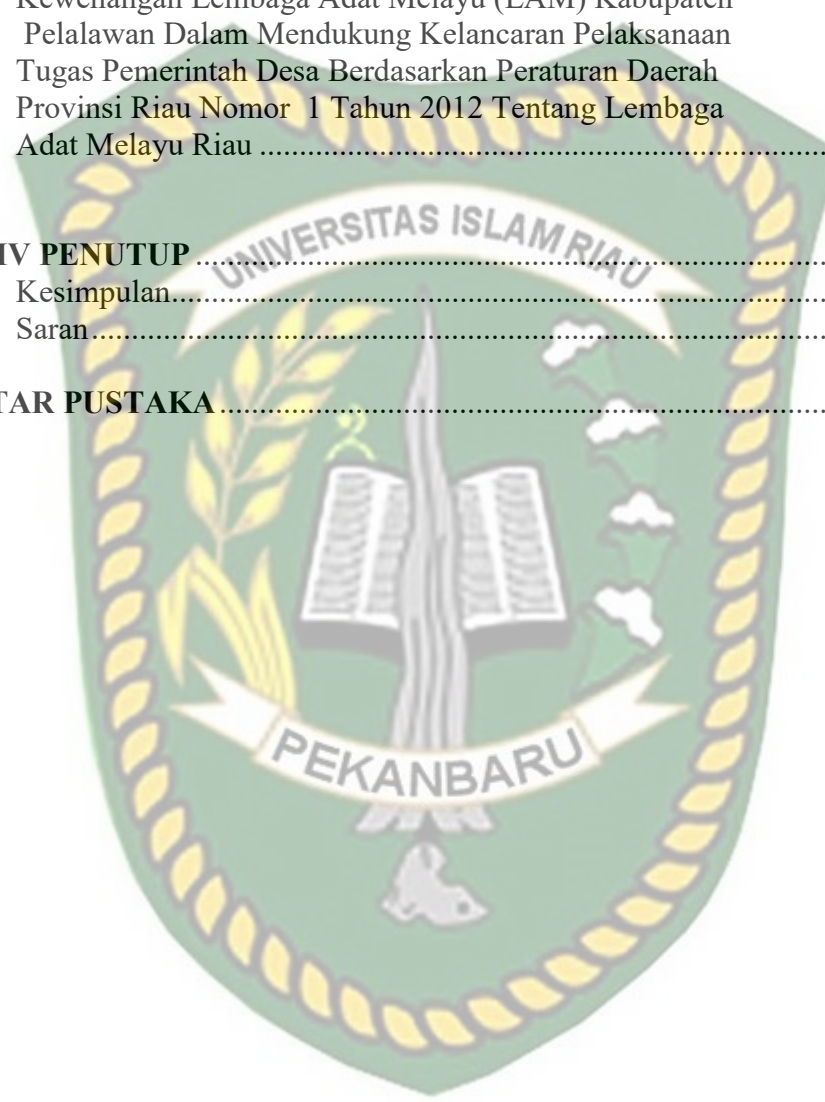 Kewenangan Lembaga Adat Melayu (LAM) Kabupaten
Pelalawan Dalam Mendukung Kelancaran Pelaksanaan
Tugas Pemerintah Desa Berdasarkan Peraturan Daerah
Provinsi Riau Nomor 1 Tahun 2012 Tentang Lembaga
Adat Melayu Riau ........................................................................
UNIVERSITAS ISLAM RIAU
IV PENUTUP ................................................................................
Kesimpulan...................................................................................
Saran.............................................................................................
TAR PUSTAKA .............................................................................
PEKANBARU